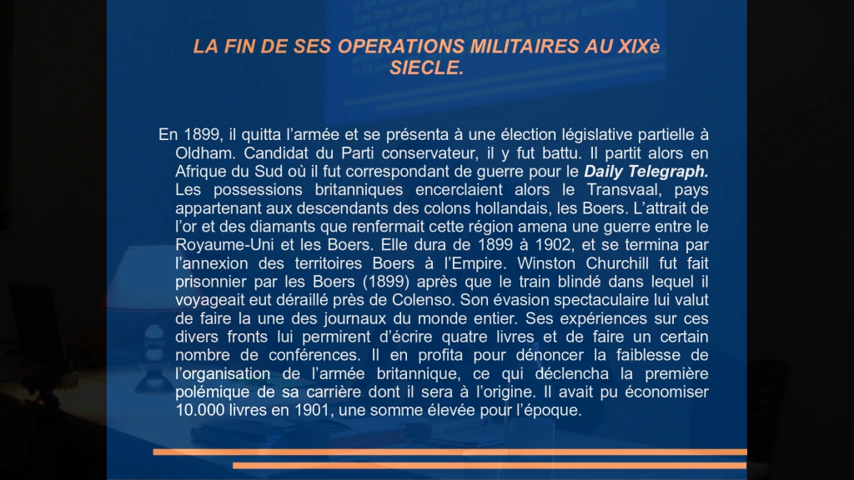 LA FIN DE SES OPERATIONS MILITAIRES AU XIXè
SIECLE.
En 1899, il quitta l’armée et se présenta à une élection législative partielle à
Oldham. Candidat du Parti conservateur, il y fut battu. Il partit alors en
Afrique du Sud où il fut correspondant de guerre pour le Daily Telegraph.
Les possessions britanniques encerclaient alors le Transvaal, pays
appartenant aux descendants des colons hollandais, les Boers. L’attrait de
l’or et des diamants que renfermait cette région amena une guerre entre le
Royaume-Uni et les Boers. Elle dura de 1899 à 1902, et se termina par
l’annexion des territoires Boers à l’Empire. Winston Churchill fut fait
prisonnier par les Boers (1899) après que le train blindé dans lequel il
voyageait eut déraillé près de Colenso. Son évasion spectaculaire lui valut
de faire la une des journaux du monde entier. Ses expériences sur ces
divers fronts lui permirent d’écrire quatre livres et de faire un certain
nombre de conférences. Il en profita pour dénoncer la faiblesse de
l’organisation de l’armée britannique, ce qui déclencha la première
polémique de sa carrière dont il sera à l’origine. Il avait pu économiser
10.000 livres en 1901, une somme élevée pour l’époque.